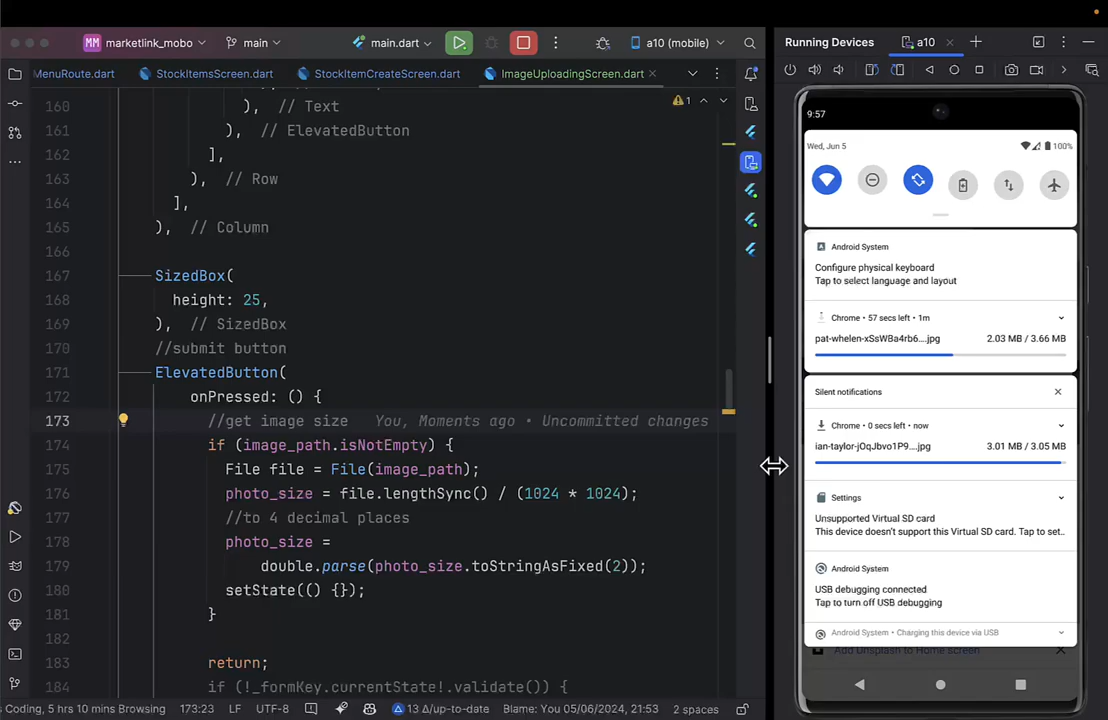 MM marketlink_mobo
main
main.dart
a10 (mobile)
Running Devices
a10
MenuRoute.dart
StockItemsScreen.dart
StockItemCreateScreen.dart
ImageUploadingScreen.dart
1
160 ), // Text
161 ), // ElevatedButton
162 ],
163 ), // Row
164 ],
165 ), // Column
166
167 SizedBox(
168 height: 25,
169 ), // SizedBox
170 //submit button
171 ElevatedButton(
172 onPressed: () {
173 //get image size You, Moments ago • Uncommitted changes
174 if (image_path.isNotEmpty) {
175 File file = File(image_path);
176 photo_size = file.lengthSync() / (1024 * 1024);
177 //to 4 decimal places
178 photo_size =
179 double.parse(photo_size.toStringAsFixed(2));
180 setState(() {});
181 }
182
183 return;
184 if (!_formKey.currentState!.validate()) {
s Coding, 5 hrs 10 mins Browsing
173:23
LF
UTF-8
13 Δ/up-to-date
Blame: You 05/06/2024, 21:53
2 spaces
9:57
Wed, Jun 5
100%
Android System
Configure physical keyboard
Tap to select language and layout
Chrome • 57 secs left • 1m
pat-whelen-xSsWBa4rb6....jpg 2.03 MB / 3.66 MB
Silent notifications
Chrome • 0 secs left • now
ian-taylor-jOqJbvo1P9....jpg 3.01 MB / 3.05 MB
Settings
Unsupported Virtual SD card
This device doesn't support this Virtual SD card. Tap to set..
Android System
USB debugging connected
Tap to turn off USB debugging
Android System • Charging this device via USB
Add Unsplash to Home screen